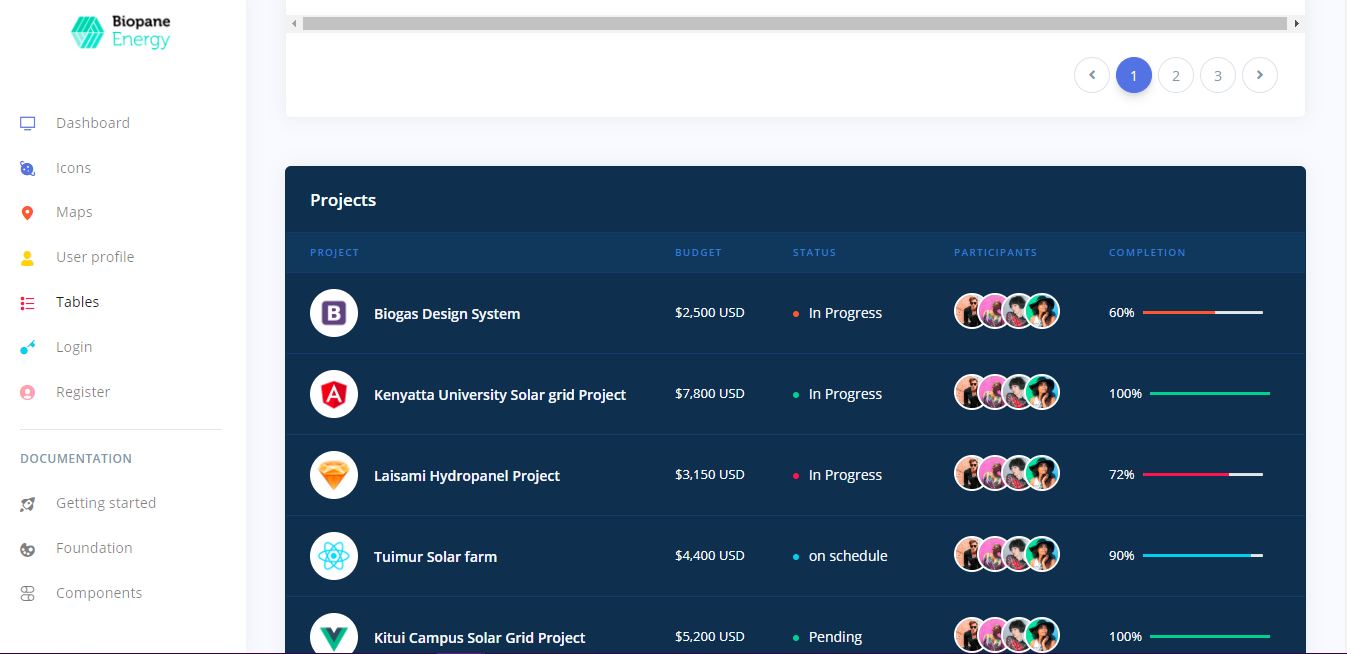 Biopane
Energy
Dashboard
Icons
Maps
User profile
Tables
Login
Register
DOCUMENTATION
Getting started
Foundation
Components
1 2 3
Projects
PROJECT BUDGET STATUS PARTICIPANTS COMPLETION
B Biogas Design System $2,500 USD In Progress 60%
A Kenyatta University Solar grid Project $7,800 USD In Progress 100%
Laisami Hydropanel Project $3,150 USD In Progress 72%
Tuimur Solar farm $4,400 USD on schedule 90%
Kitui Campus Solar Grid Project $5,200 USD Pending 100%